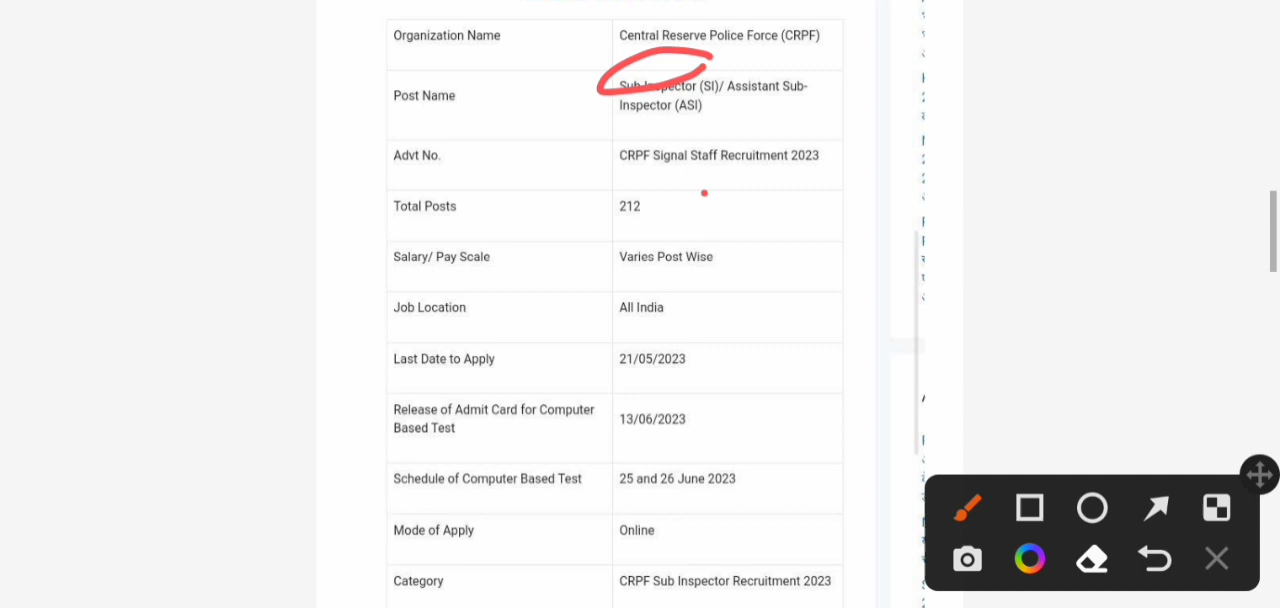 Organization Name
Central Reserve Police Force (CRPF)
Post Name
Sub-Inspector (SI)/ Assistant Sub-
Inspector (ASI)
Advt No.
CRPF Signal Staff Recruitment 2023
Total Posts
212
Salary/ Pay Scale
Varies Post Wise
Job Location
All India
Last Date to Apply
21/05/2023
Release of Admit Card for Computer
Based Test
13/06/2023
Schedule of Computer Based Test
25 and 26 June 2023
Mode of Apply
Online
Category
CRPF Sub Inspector Recruitment 2023